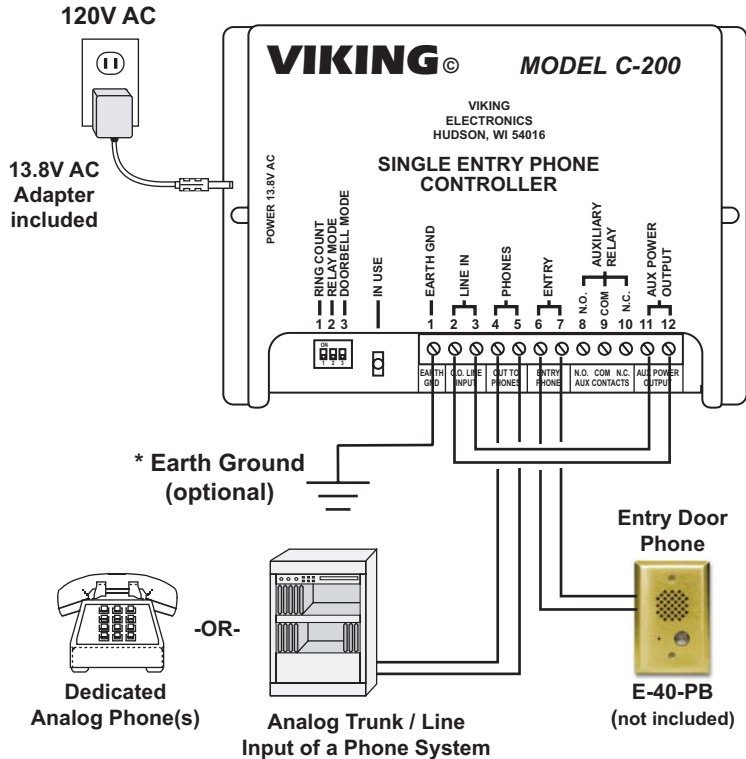 120V AC
13.8V AC
Adapter
included
VIKING©
MODEL C-200
VIKING
ELECTRONICS
HUDSON, WI 54016
SINGLE ENTRY PHONE
CONTROLLER
POWER 13.8V AC
RING COUNT
RELAY MODE
DOORBELL MODE
1 2 3
IN USE
EARTH GND
LINE IN
PHONES
ENTRY
AUXILIARY
RELAY
N.O.
COM
N.C.
AUX POWER
OUTPUT
1 2 3 4 5 6 7 8 9 10 11 12
ON
1 2 3
EARTH
GND
C.O. LINE
INPUT
OUT TO
PHONES
ENTRY
PHONE
N.O. COM N.C.
AUX CONTACTS
AUX POWER
OUTPUT
* Earth Ground
(optional)
Entry Door
Phone
-OR-
Dedicated
Analog Phone(s)
Analog Trunk / Line
Input of a Phone System
E-40-PB
(not included)